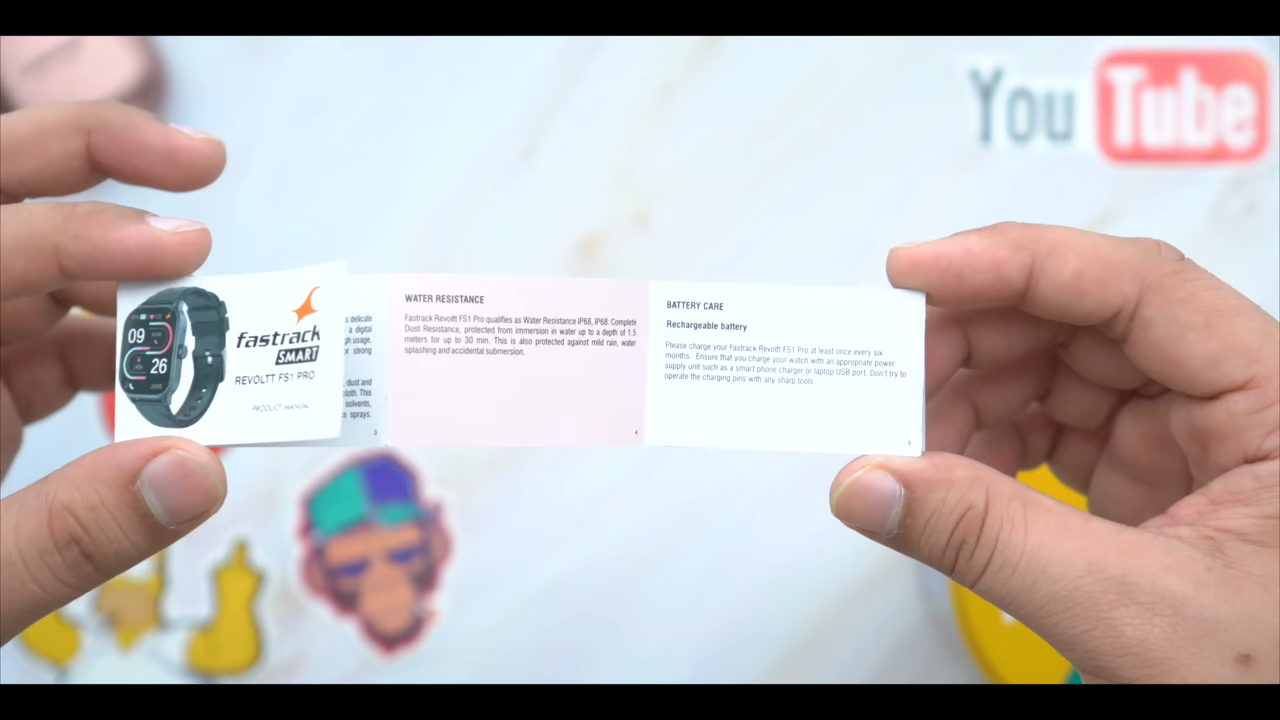 You Tube
09
26
fastrack
SMART
REVOLTT FS1 PRO
PRODUCT MANUAL
s delicate
a digital
gh usage.
or strong
, dust and
cloth. This
solvents,
sprays.
3
WATER RESISTANCE
Fastrack Revoltt FS1 Pro qualifies as Water Resistance IP68, IP68: Complete
Dust Resistance, protected from immersion in water up to a depth of 1.5
meters for up to 30 min. This is also protected against mild rain, water
splashing and accidental submersion.
4
BATTERY CARE
Rechargeable battery
Please charge your Fastrack Revoltt FS1 Pro at least once every six
months. Ensure that you charge your watch with an appropriate power
supply unit such as a smart phone charger or laptop USB port. Don't try to
operate the charging pins with any sharp tools.
5